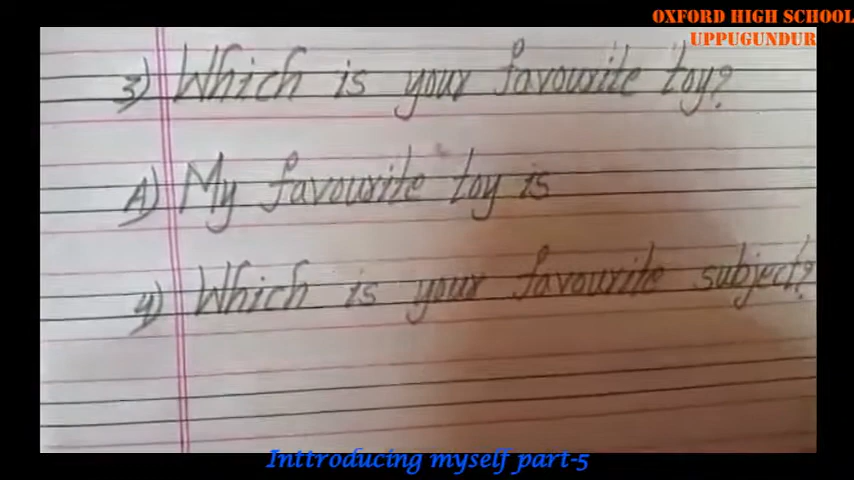 OXFORD HIGH SCHOOL
UPPUGUNDUR
3) Which is your favourite toy?
A) My favourite toy is
4) Which is your favourite subject?
Inttroducing myself part-5